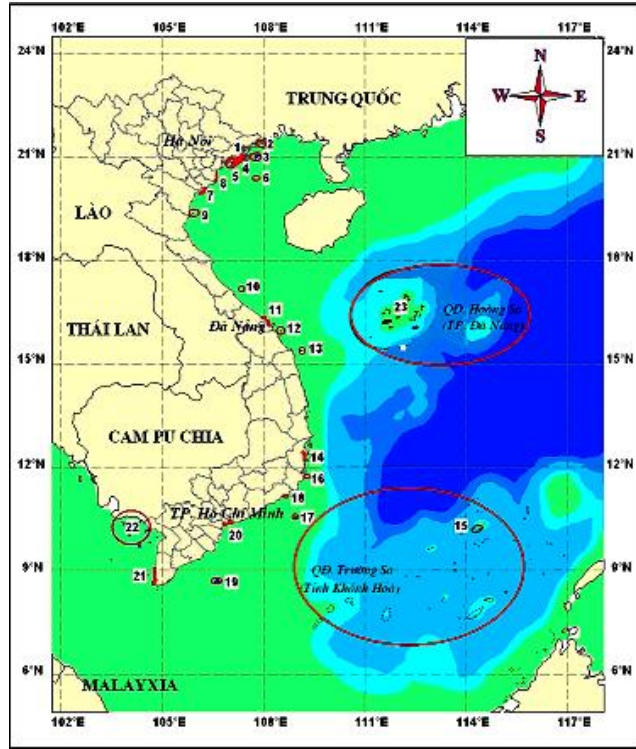 102°E 105°E 108°E 111°E 114°E 117°E
24°N 24°N
N
W E
S
TRUNG QUỐC
Hà Nội
1 2
21°N 3 21°N
4
5 6
8
7
LÀO 9
18°N 18°N
10
23
11 QĐ. Hoàng Sa
(TP. Đà Nẵng)
Đà Nẵng 12
THÁI LAN
13
15°N 15°N
CAM PU CHIA
12°N 14 12°N
16
18
TP. Hồ Chí Minh 17
22 15
20
9°N 9°N
21 QĐ. Trường Sa
19 (Tỉnh Khánh Hoà)
6°N 6°N
MALAYXIA
102°E 105°E 108°E 111°E 114°E 117°E